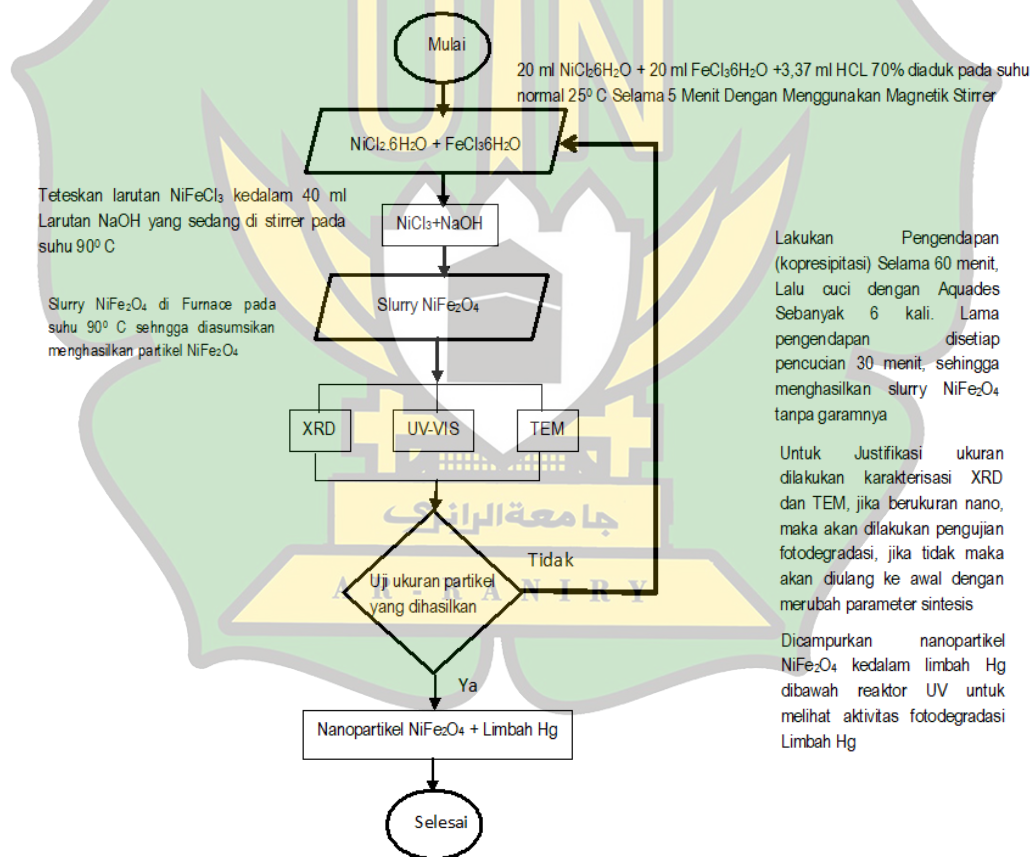 UIN
Mulai
20 ml NiCl₂6H₂O + 20 ml FeCl₃6H₂O +3,37 ml HCL 70% diaduk pada suhu
normal 25⁰ C Selama 5 Menit Dengan Menggunakan Magnetik Stirrer
NiCl₂.6H₂O + FeCl₃6H₂O
Teteskan larutan NiFeCl₃ kedalam 40 ml
Larutan NaOH yang sedang di stirrer pada
suhu 90⁰ C
NiCl₃+NaOH
Slurry NiFe₂O₄ di Furnace pada
suhu 90⁰ C sehngga diasumsikan
menghasilkan partikel NiFe₂O₄
Slurry NiFe₂O₄
Lakukan Pengendapan
(kopresipitasi) Selama 60 menit,
Lalu cuci dengan Aquades
Sebanyak 6 kali. Lama
pengendapan disetiap
pencucian 30 menit, sehingga
menghasilkan slurry NiFe₂O₄
tanpa garamnya
XRD
UV-VIS
TEM
Untuk Justifikasi ukuran
dilakukan karakterisasi XRD
dan TEM, jika berukuran nano,
maka akan dilakukan pengujian
fotodegradasi, jika tidak maka
akan diulang ke awal dengan
merubah parameter sintesis
جامعة الرانري
Tidak
Uji ukuran partikel
yang dihasilkan
AR-RANIRY
Ya
Dicampurkan nanopartikel
NiFe₂O₄ kedalam limbah Hg
dibawah reaktor UV untuk
melihat aktivitas fotodegradasi
Limbah Hg
Nanopartikel NiFe₂O₄ + Limbah Hg
Selesai